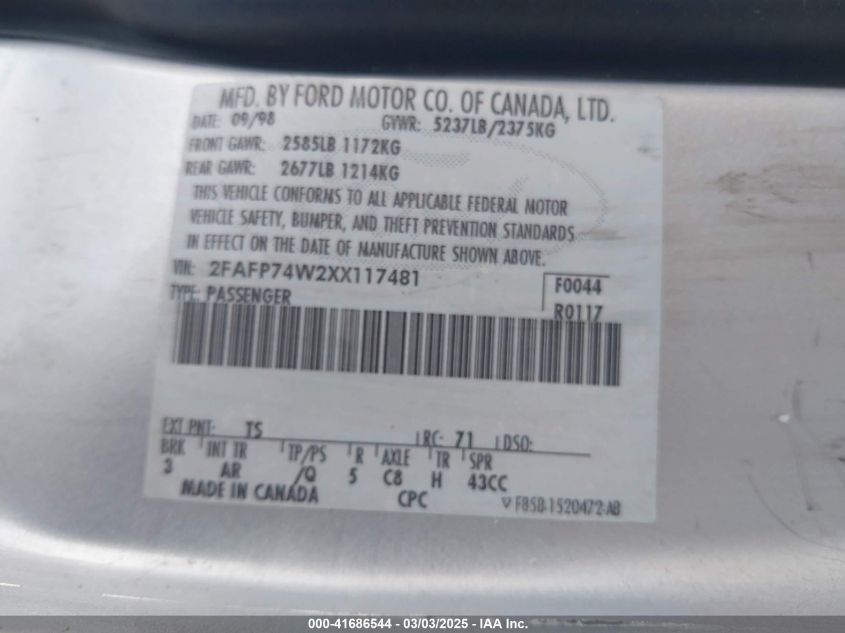 MFD. BY FORD MOTOR CO. OF CANADA, LTD.
DATE: 09/98 GVWR: 5237LB/2375KG
FRONT GAWR: 2585LB 1172KG
REAR GAWR: 2677LB 1214KG
THIS VEHICLE CONFORMS TO ALL APPLICABLE FEDERAL MOTOR
VEHICLE SAFETY, BUMPER, AND THEFT PREVENTION STANDARDS
IN EFFECT ON THE DATE OF MANUFACTURE SHOWN ABOVE.
VIN: 2FAFP74W2XX117481 F0044
TYPE: PASSENGER R0117
EXT PNT: TS RC: 71 DSO:
BRK INT TR TP/PS R AXLE TR SPR
3 AR /Q 5 C8 H 43CC
MADE IN CANADA CPC F85B-1520472-AB
000-41686544 - 03/03/2025 - IAA Inc.